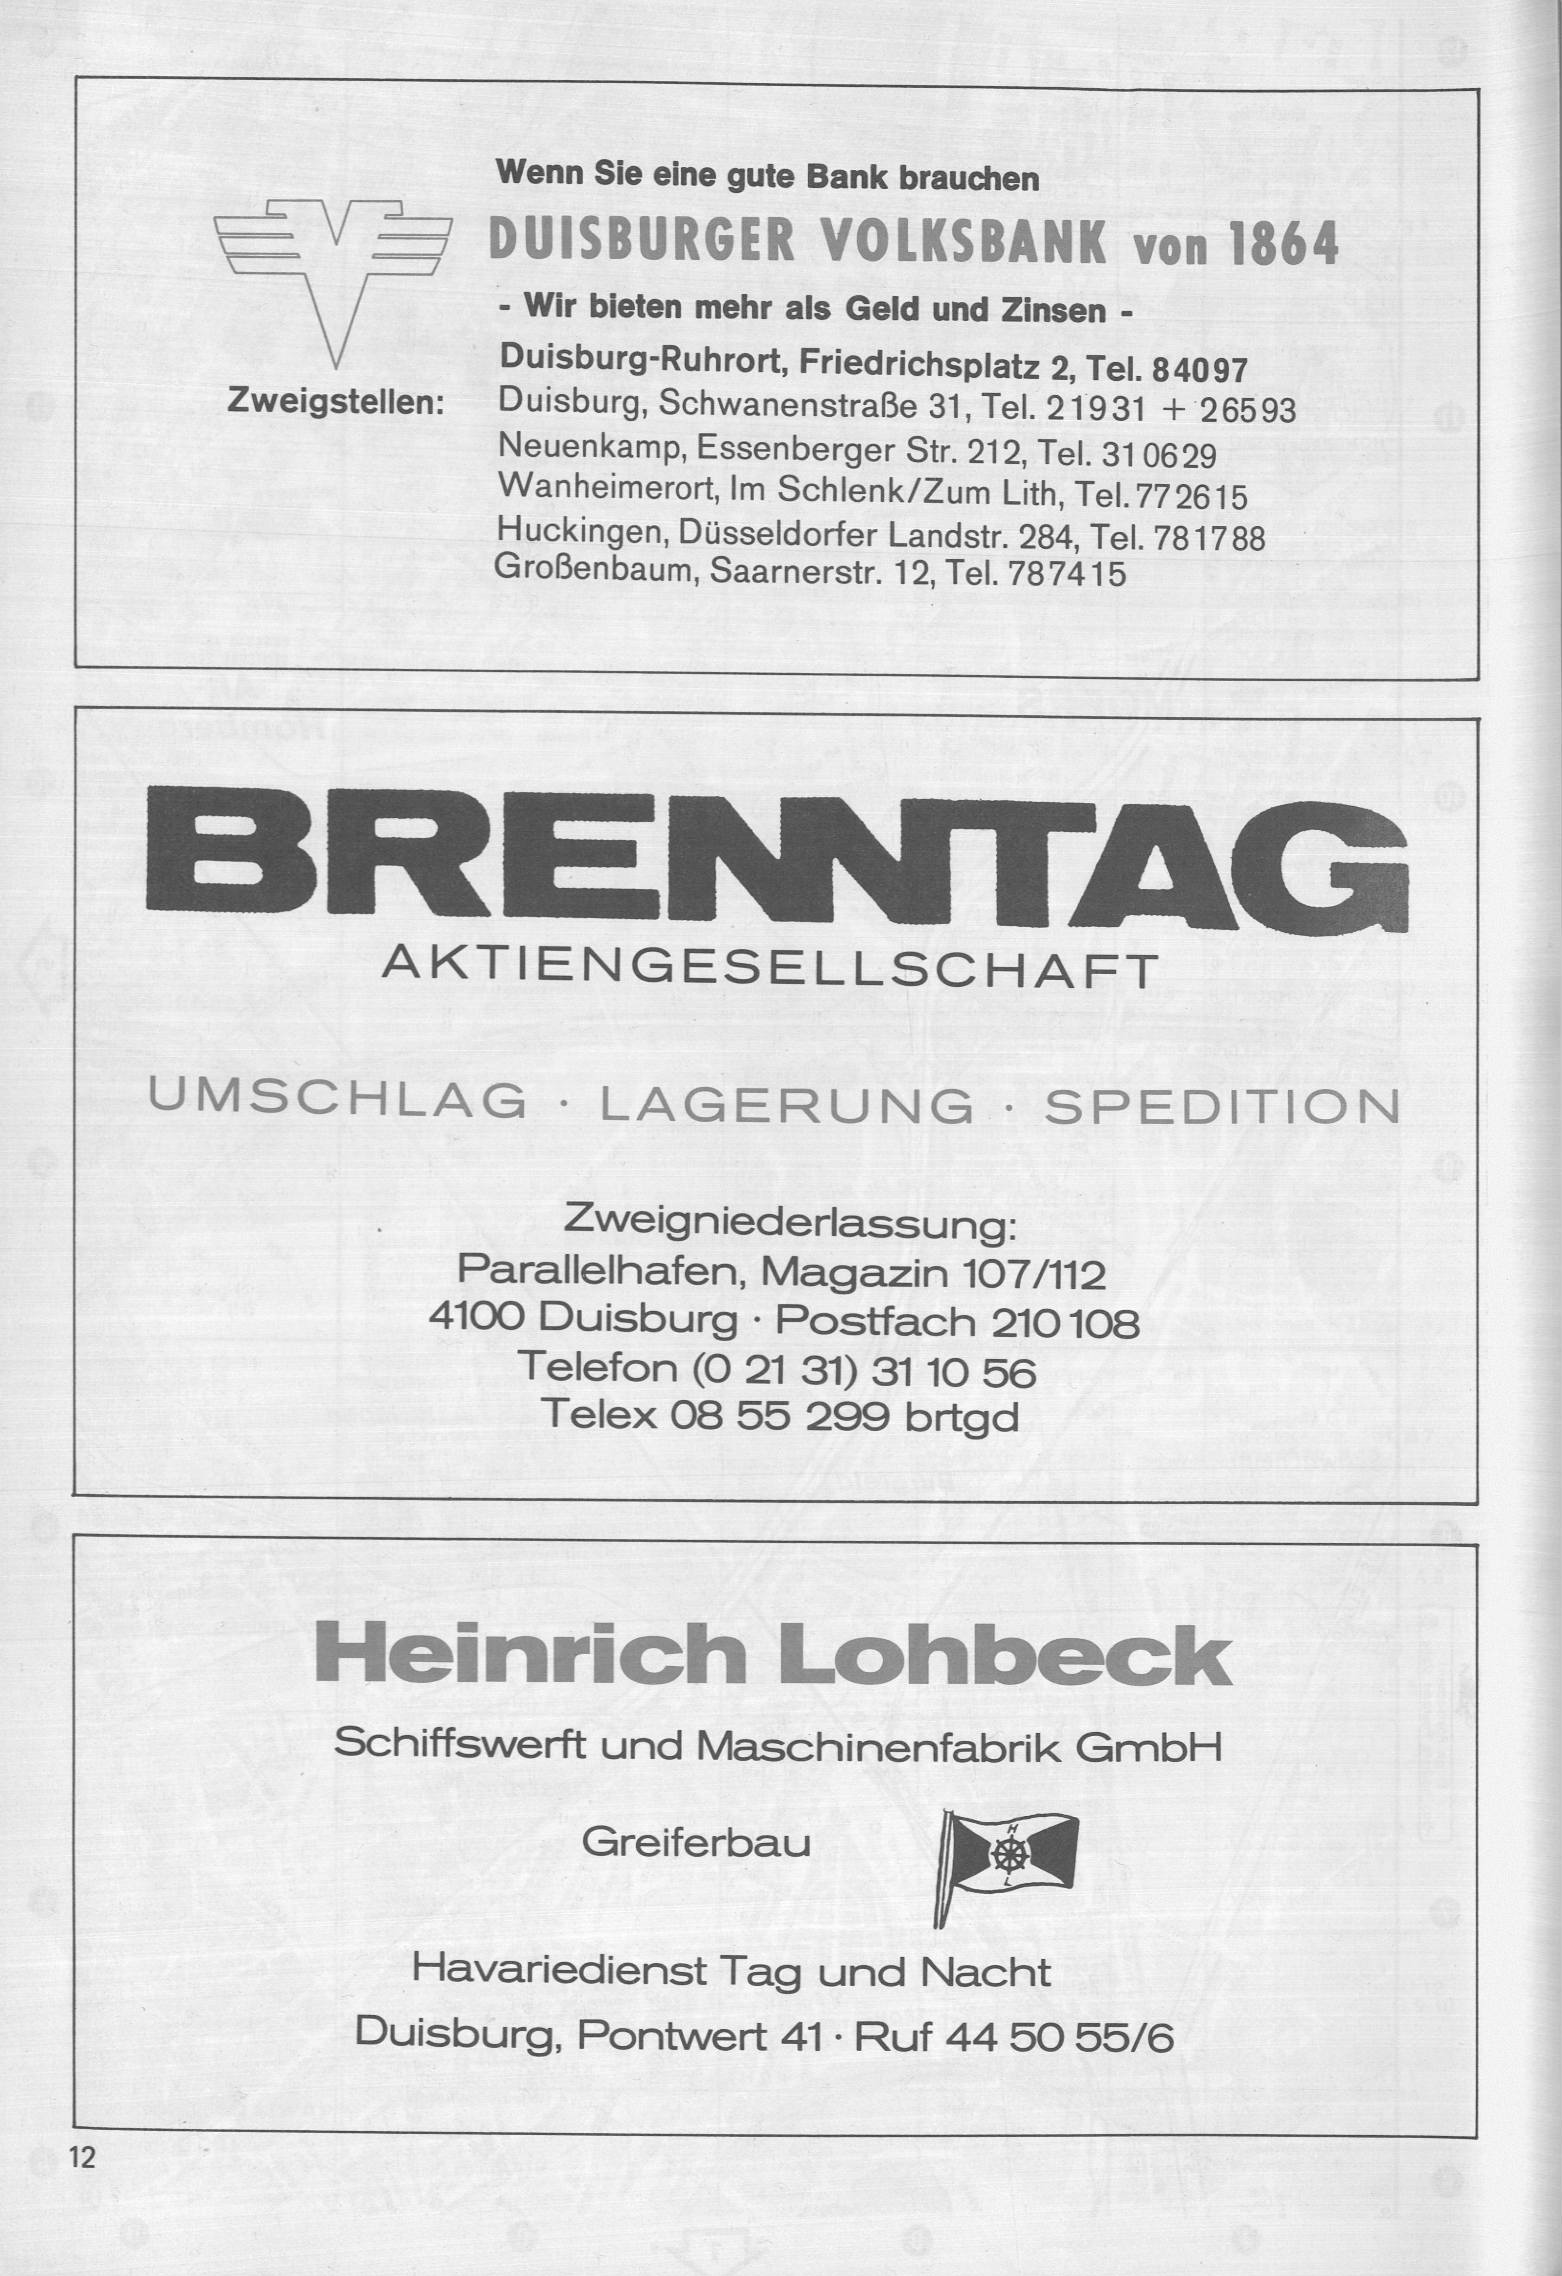 Wenn Sie eine gute Bank brauchen
DUISBURGER VOLKSBANK von 1864
- Wir bieten mehr als Geld und Zinsen -
Duisburg-Ruhrort, Friedrichsplatz 2, Tel. 84097
Zweigstellen: Duisburg, Schwanenstraße 31, Tel. 21931 + 26593
Neuenkamp, Essenberger Str. 212, Tel. 310629
Wanheimerort, Im Schlenk/Zum Lith, Tel. 772615
Huckingen, Düsseldorfer Landstr. 284, Tel. 781788
Großenbaum, Saarnerstr. 12, Tel. 787415
BRENNTAG
AKTIENGESELLSCHAFT
UMSCHLAG · LAGERUNG · SPEDITION
Zweigniederlassung:
Parallelhafen, Magazin 107/112
4100 Duisburg · Postfach 210108
Telefon (0 21 31) 31 10 56
Telex 08 55 299 brtgd
Heinrich Lohbeck
Schiffswerft und Maschinenfabrik GmbH
Greiferbau
H
L
Havariedienst Tag und Nacht
Duisburg, Pontwert 41 · Ruf 44 50 55/6
12